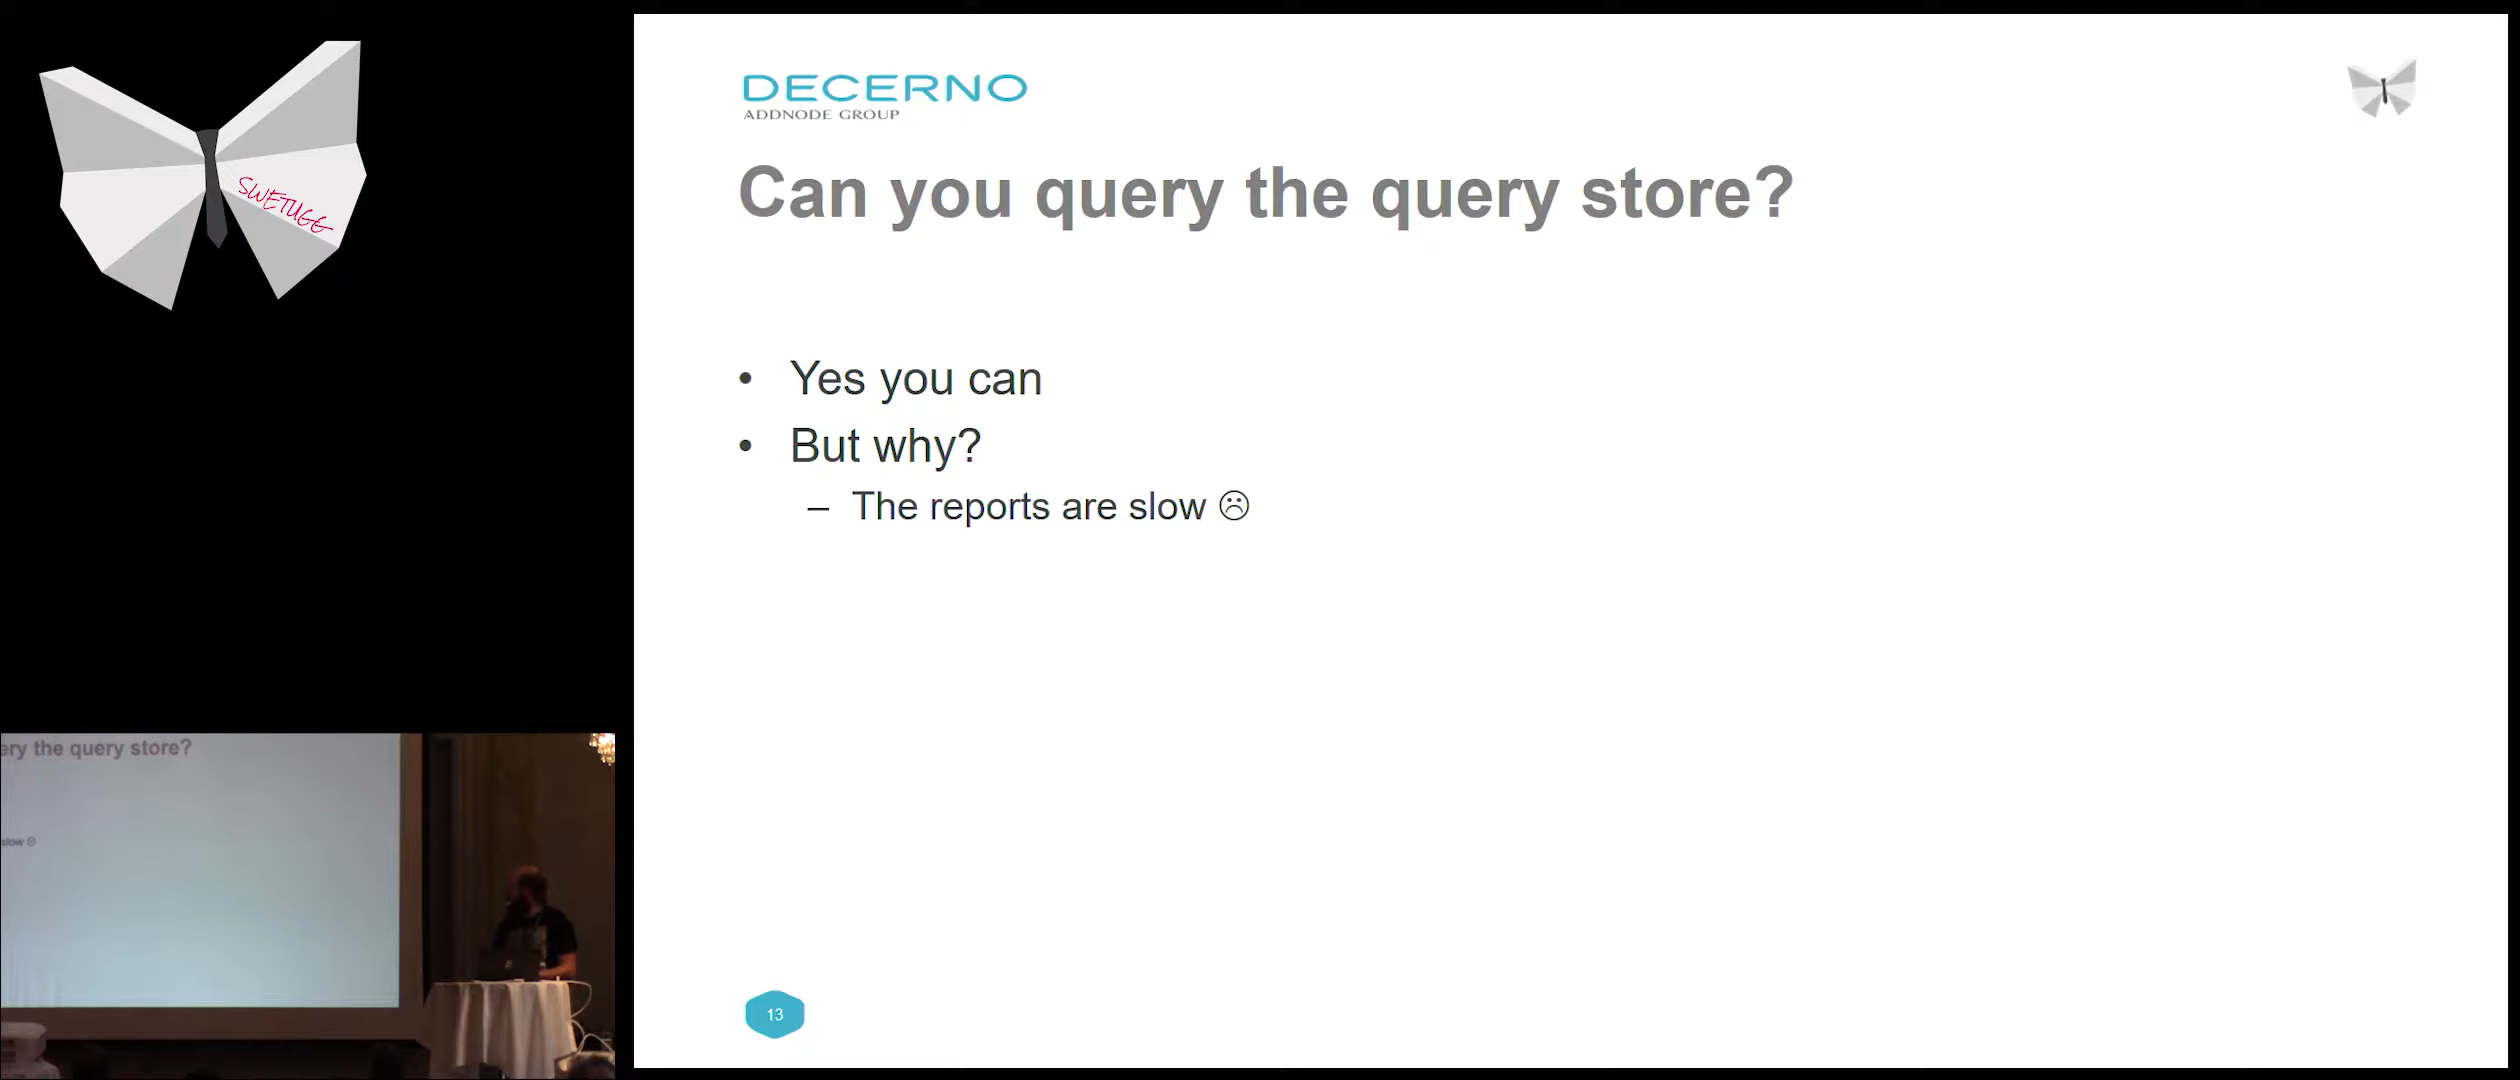 SWETUGG
DECERNO
ADDNODE GROUP
Can you query the query store?
• Yes you can
• But why?
– The reports are slow ☹
13
ery the query store?
slow ☹